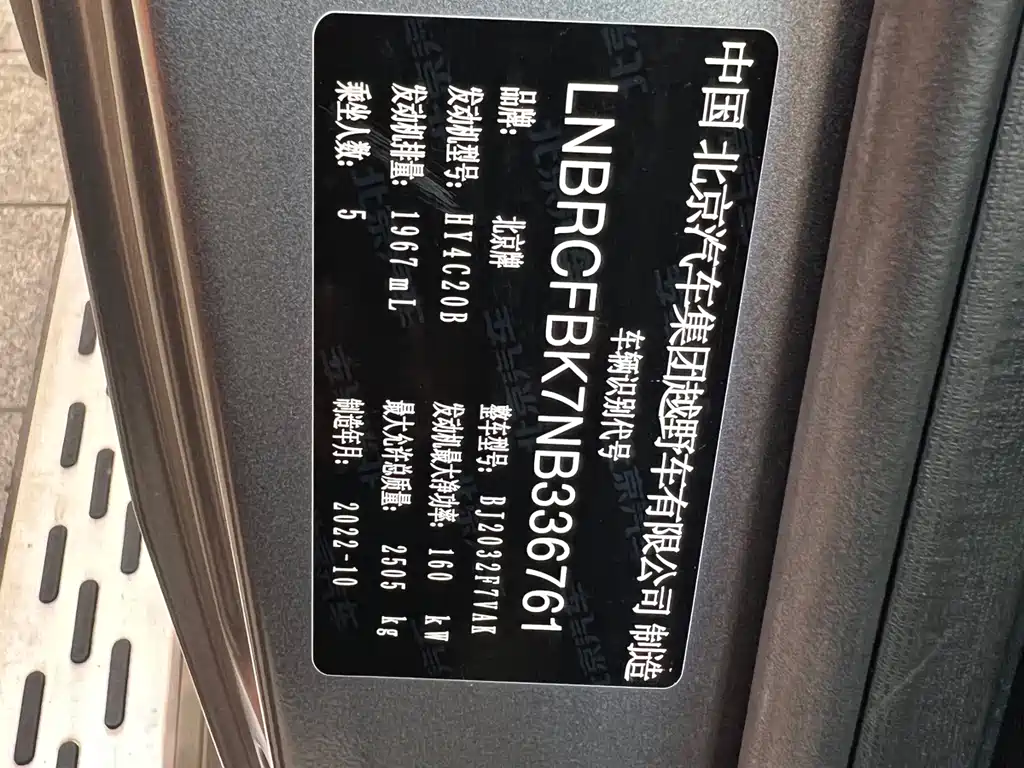 中国 北京汽车集团越野车有限公司 制造
车辆识别代号
LNBRCFBK7NB336761
品牌: 北京牌 整车型号: BJ2032F7VAK
发动机型号: HY4C20B 发动机最大净功率: 160 kW
发动机排量: 1967mL 最大允许总质量: 2505 kg
乘坐人数: 5 制造年月: 2022-10